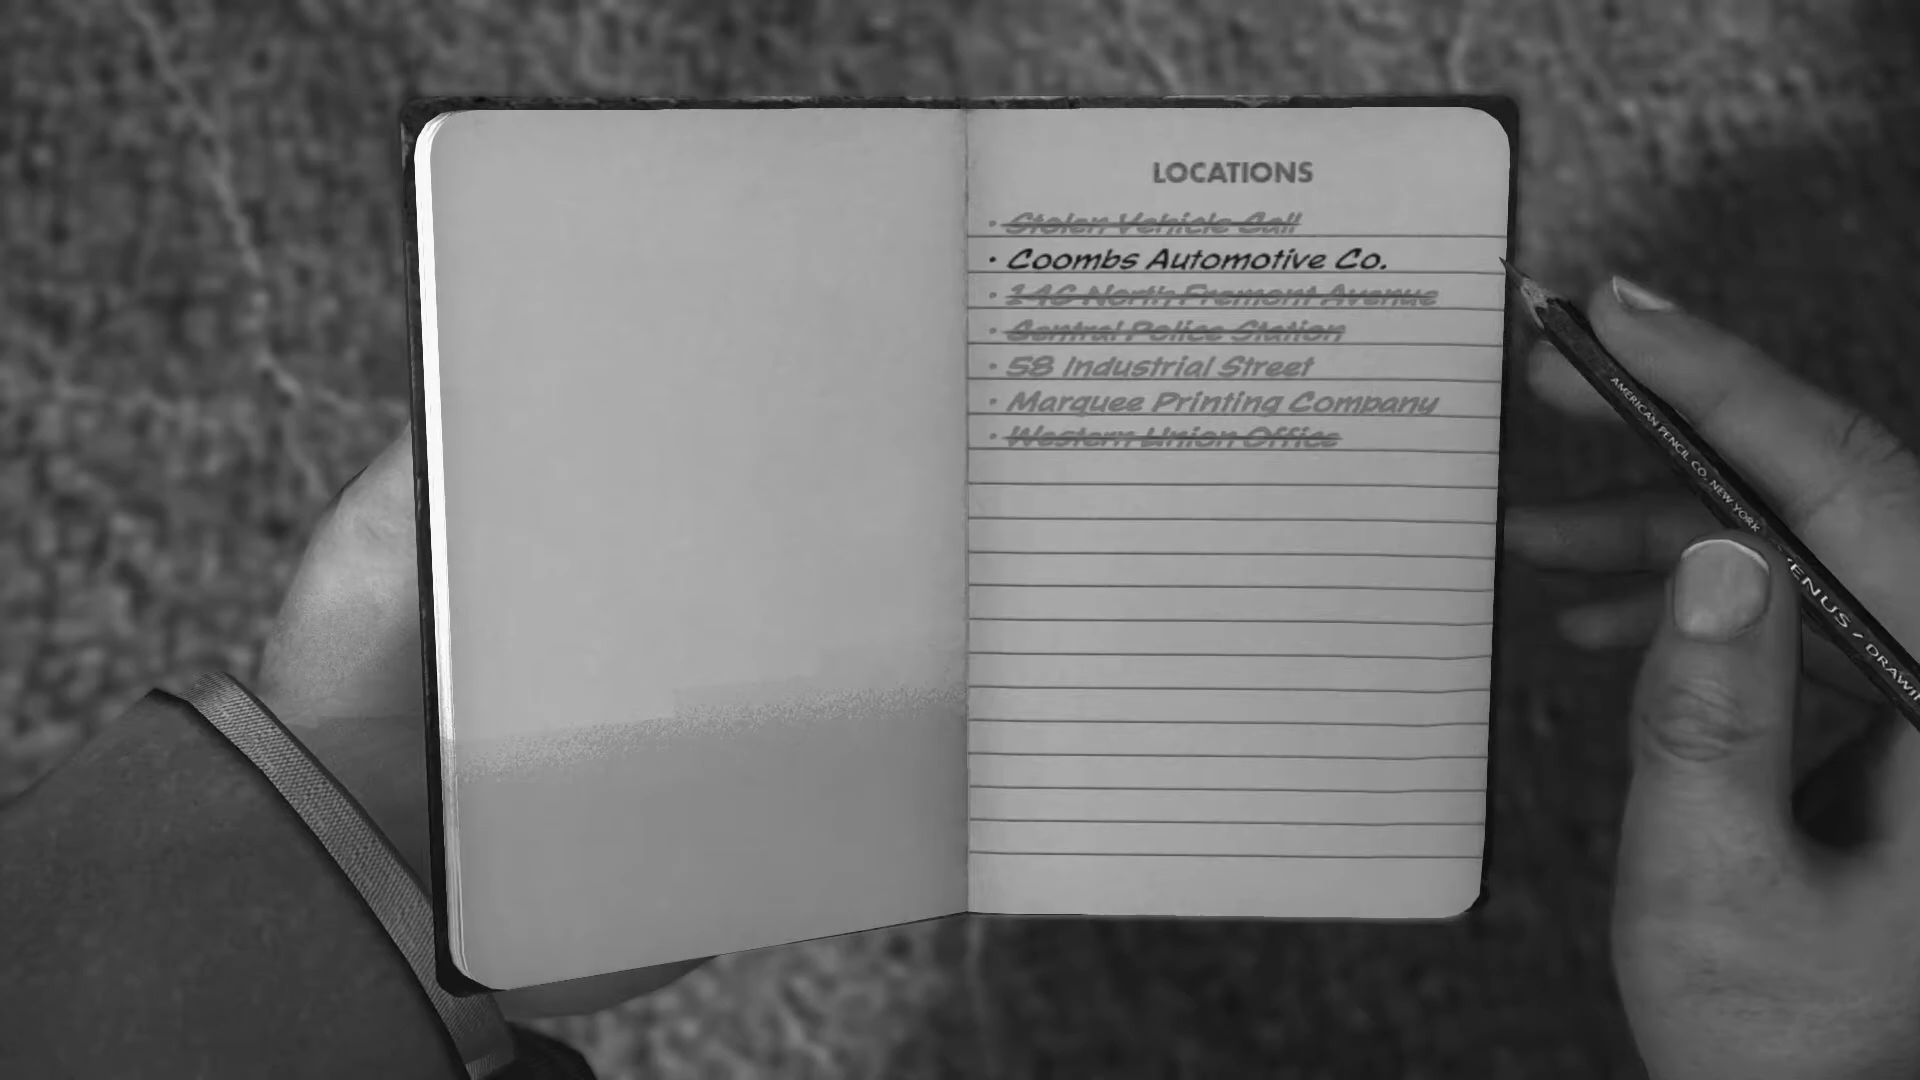 LOCATIONS
· Stolen Vehicle Call
· Coombs Automotive Co.
· 146 North Fremont Avenue
· Central Police Station
· 58 Industrial Street
· Marquee Printing Company
· Western Union Office
AMERICAN PENCIL CO. NEW YORK
VENUS / DRAWI